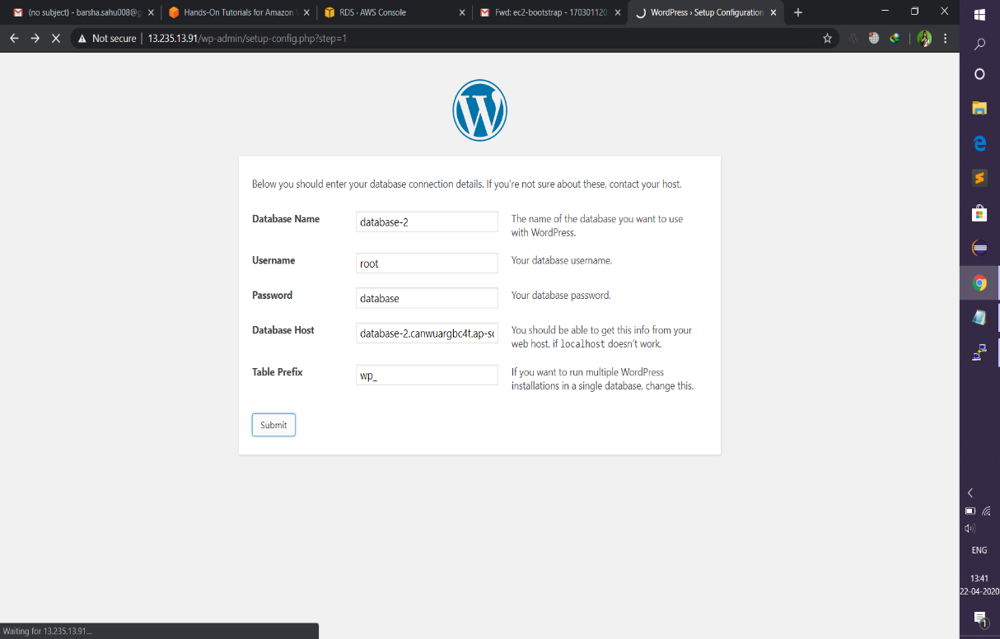 (no subject) - barsha.sahu008@g
Hands-On Tutorials for Amazon
RDS · AWS Console
Fwd: ec2-bootstrap - 170301120
WordPress › Setup Configuration
Not secure
13.235.13.91/wp-admin/setup-config.php?step=1
W
Below you should enter your database connection details. If you’re not sure about these, contact your host.
Database Name
database-2
The name of the database you want to use
with WordPress.
Username
root
Your database username.
Password
database
Your database password.
Database Host
database-2.canwuargbc4t.ap-so
You should be able to get this info from your
web host, if localhost doesn’t work.
Table Prefix
wp_
If you want to run multiple WordPress
installations in a single database, change this.
Submit
ENG
13:41
22-04-2020
1
Waiting for 13.235.13.91...